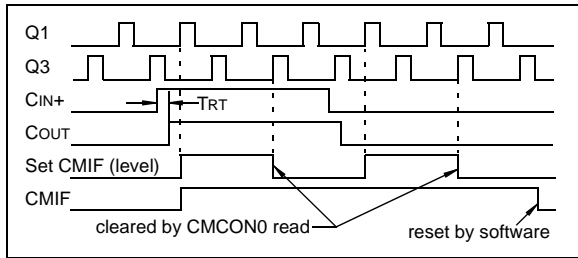 Q1
Q3
CIN+
TRT
COUT
Set CMIF (level)
CMIF
cleared by CMCON0 read
reset by software